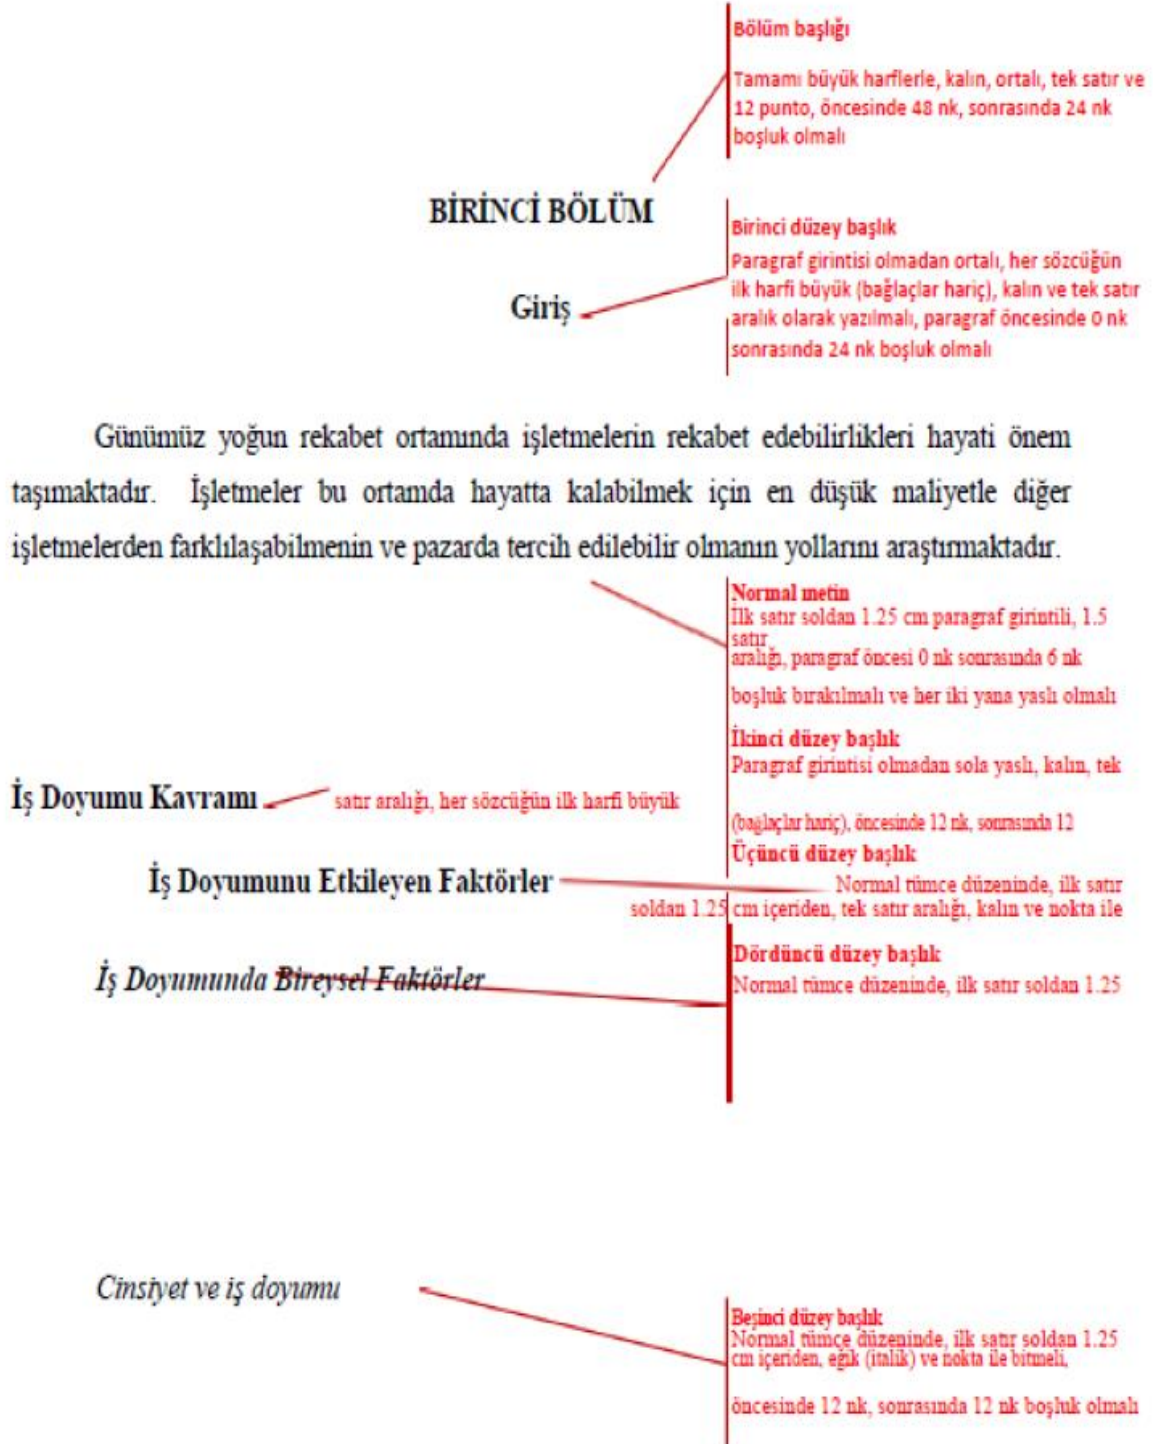 Bölüm başlığı
Tamamı büyük harflerle, kalın, ortalı, tek satır ve
12 punto, öncesinde 48 nk, sonrasında 24 nk
boşluk olmalı
BİRİNCİ BÖLÜM
Birinci düzey başlık
Paragraf girintisi olmadan ortalı, her sözcüğün
ilk harfi büyük (bağlaçlar hariç), kalın ve tek satır
aralık olarak yazılmalı, paragraf öncesinde 0 nk
sonrasında 24 nk boşluk olmalı
Giriş
Günümüz yoğun rekabet ortamında işletmelerin rekabet edebilirlikleri hayati önem
taşımaktadır. İşletmeler bu ortamda hayatta kalabilmek için en düşük maliyetle diğer
işletmelerden farklılaşabilmenin ve pazarda tercih edilebilir olmanın yollarını araştırmaktadır.
Normal metin
İlk satır soldan 1.25 cm paragraf girintili, 1.5
satır
aralığı, paragraf öncesi 0 nk sonrasında 6 nk
boşluk bırakılmalı ve her iki yana yaslı olmalı
İkinci düzey başlık
Paragraf girintisi olmadan sola yaslı, kalın, tek
İş Doyumu Kavramı
satır aralığı, her sözcüğün ilk harfi büyük
(bağlaçlar hariç), öncesinde 12 nk, sonrasında 12
Üçüncü düzey başlık
İş Doyumunu Etkileyen Faktörler
Normal tümce düzeninde, ilk satır
soldan 1.25 cm içeriden, tek satır aralığı, kalın ve nokta ile
Dördüncü düzey başlık
İş Doyumunda Bireysel Faktörler
Normal tümce düzeninde, ilk satır soldan 1.25
Cinsiyet ve iş doyumu
Beşinci düzey başlık
Normal tümce düzeninde, ilk satır soldan 1.25
cm içeriden, eğik (italik) ve nokta ile bitmeli,
öncesinde 12 nk, sonrasında 12 nk boşluk olmalı